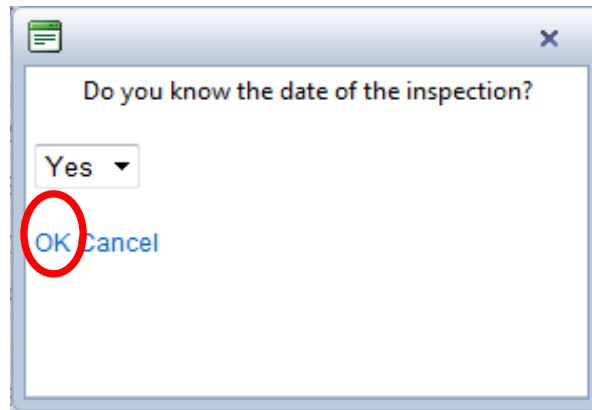 Do you know the date of the inspection?
Yes
OK Cancel